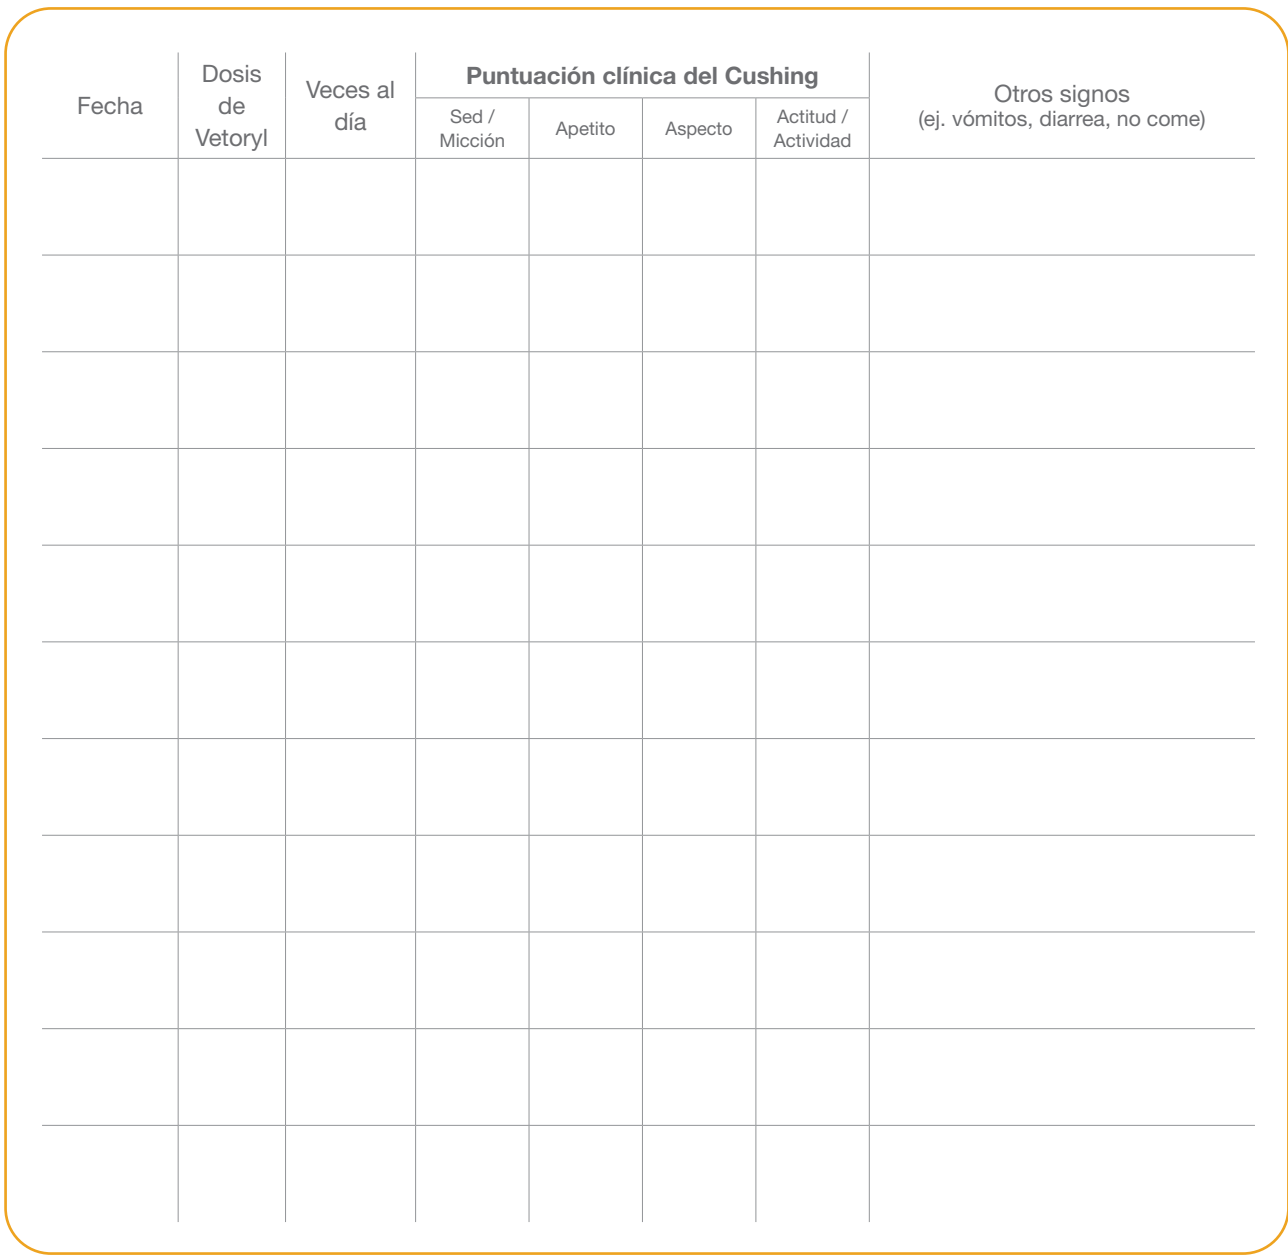 Fecha
Dosis
de
Vetoryl
Veces al
día
Puntuación clínica del Cushing
Sed /
Micción
Apetito
Aspecto
Actitud /
Actividad
Otros signos
(ej. vómitos, diarrea, no come)